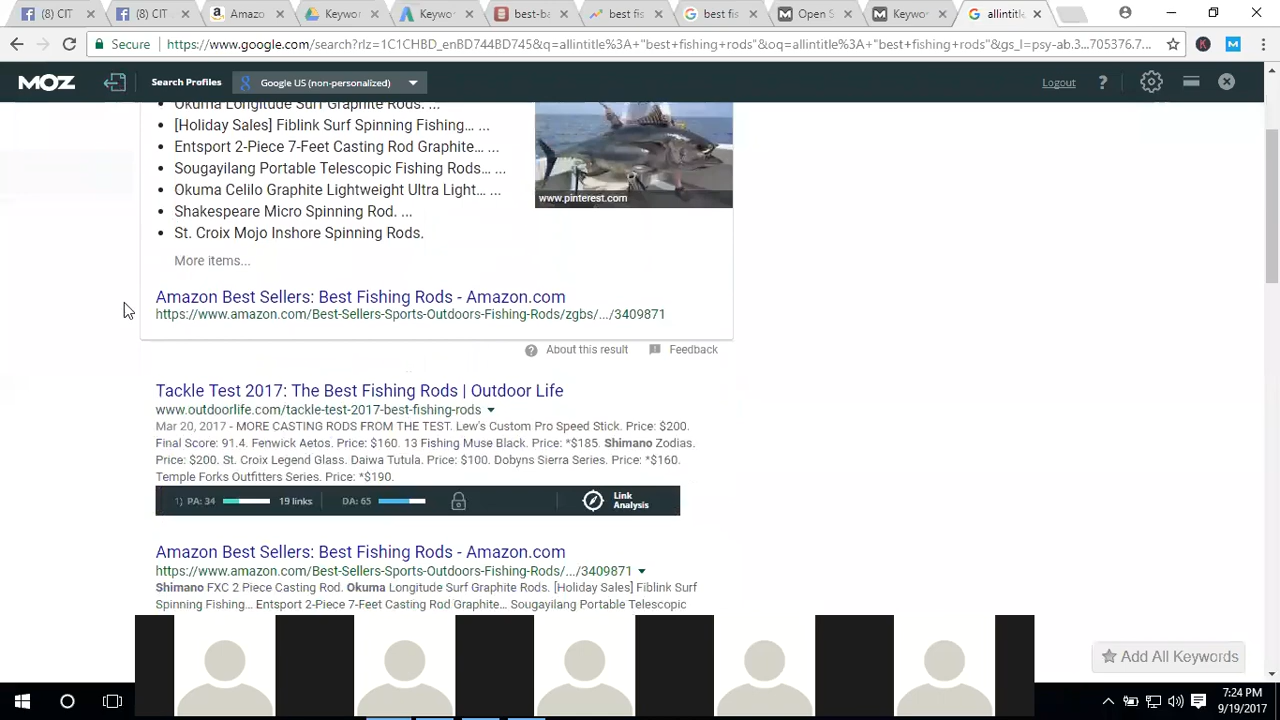 f (8) CIT
f (8) CIT
a Amazo
Keywor
Keywor
best-ba
best fis
G best fis
M Open S
M Keywo
G allintitle
Secure
https://www.google.com/search?rlz=1C1CHBD_enBD744BD745&q=allintitle%3A+"best+fishing+rods"&oq=allintitle%3A+"best+fishing+rods"&gs_l=psy-ab.3...705376.7...
K
M
MOZ
Search Profiles
Google US (non-personalized)
Logout
?
Okuma Longitude Surf Graphite Rods. ...
[Holiday Sales] Fiblink Surf Spinning Fishing… ...
Entsport 2-Piece 7-Feet Casting Rod Graphite… ...
Sougayilang Portable Telescopic Fishing Rods… ...
Okuma Celilo Graphite Lightweight Ultra Light… ...
Shakespeare Micro Spinning Rod. ...
St. Croix Mojo Inshore Spinning Rods.
www.pinterest.com
More items...
Amazon Best Sellers: Best Fishing Rods - Amazon.com
https://www.amazon.com/Best-Sellers-Sports-Outdoors-Fishing-Rods/zgbs/.../3409871
About this result
Feedback
Tackle Test 2017: The Best Fishing Rods | Outdoor Life
www.outdoorlife.com/tackle-test-2017-best-fishing-rods
Mar 20, 2017 - MORE CASTING RODS FROM THE TEST. Lew's Custom Pro Speed Stick. Price: $200.
Final Score: 91.4. Fenwick Aetos. Price: $160. 13 Fishing Muse Black. Price: *$185. Shimano Zodias.
Price: $200. St. Croix Legend Glass. Daiwa Tutula. Price: $100. Dobyns Sierra Series. Price: *$160.
Temple Forks Outfitters Series. Price: *$190.
1) PA: 34
19 links
DA: 65
Link Analysis
Amazon Best Sellers: Best Fishing Rods - Amazon.com
https://www.amazon.com/Best-Sellers-Sports-Outdoors-Fishing-Rods/.../3409871
Shimano FXC 2 Piece Casting Rod. Okuma Longitude Surf Graphite Rods. [Holiday Sales] Fiblink Surf
Spinning Fishing… Entsport 2-Piece 7-Feet Casting Rod Graphite… Sougayilang Portable Telescopic
Add All Keywords
7:24 PM
9/19/2017